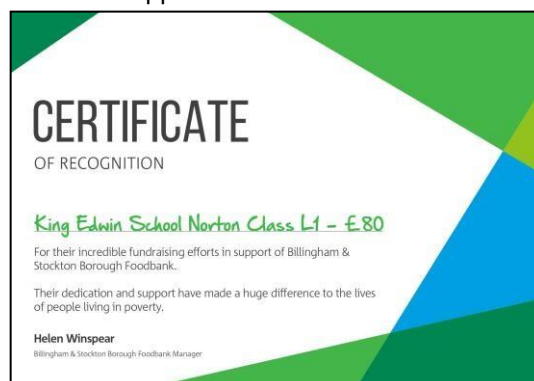 CERTIFICATE
OF RECOGNITION
King Edwin School Norton Class L1 - £80
For their incredible fundraising efforts in support of Billingham &
Stockton Borough Foodbank.
Their dedication and support have made a huge difference to the lives
of people living in poverty.
Helen Winspear
Billingham & Stockton Borough Foodbank Manager